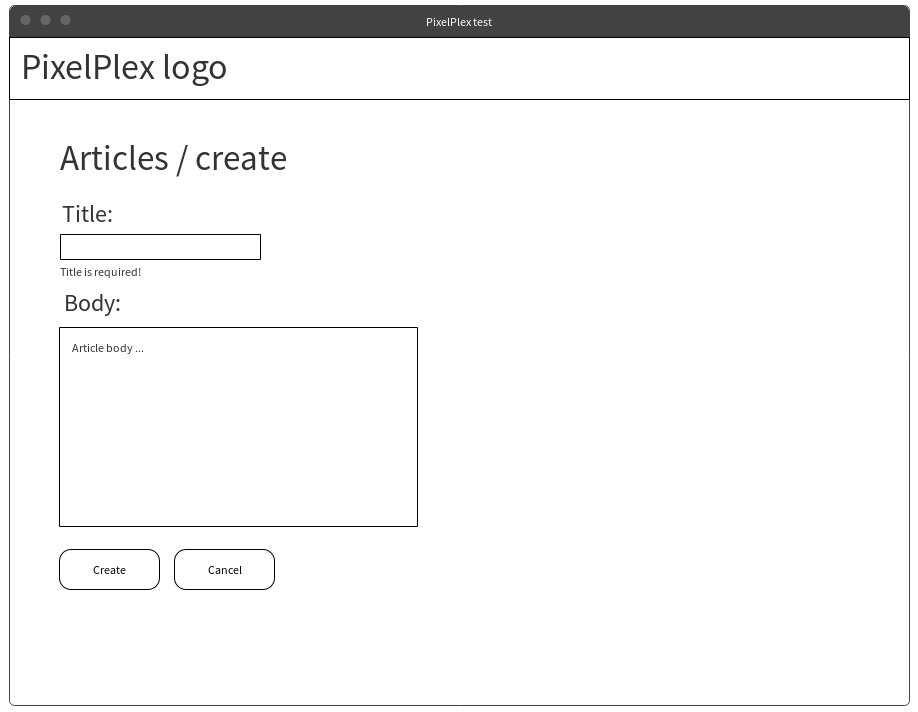 PixelPlex test
PixelPlex logo
Articles / create
Title:
Title is required!
Body:
Article body ...
Create
Cancel